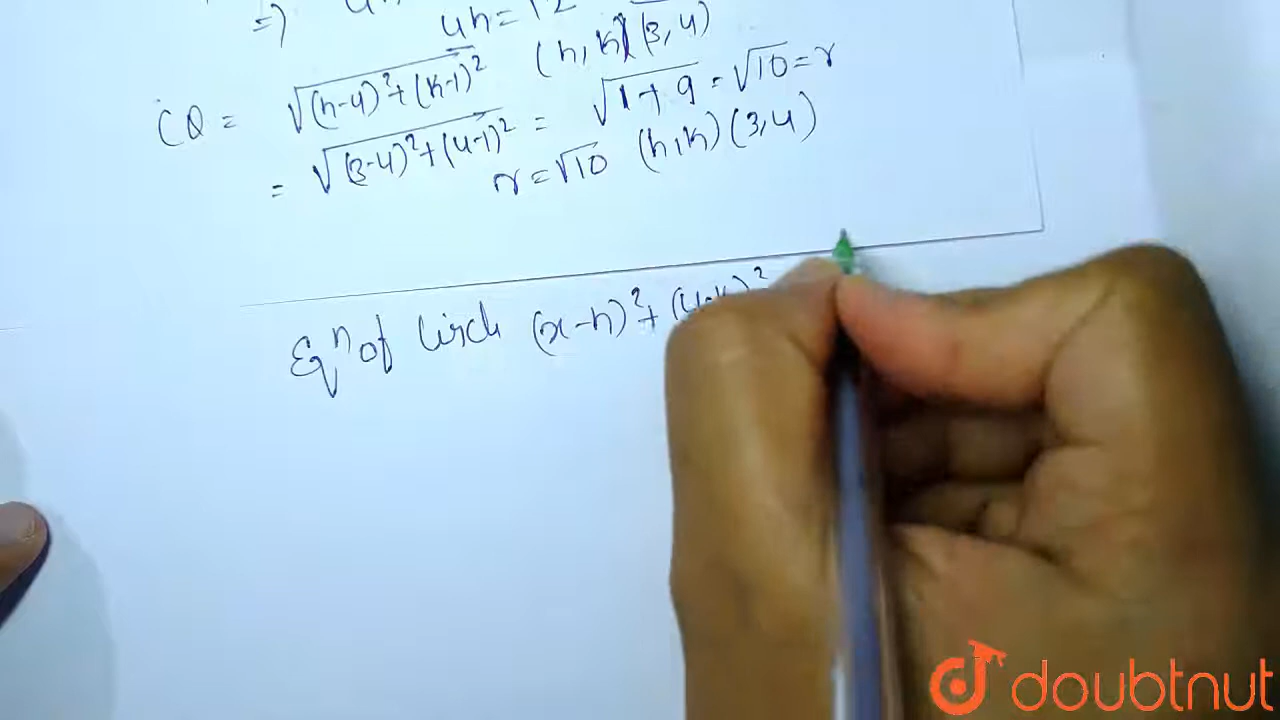 =) 4h = 12
(h,k) (3,4)
CQ = √(h-4)²+(k-1)²
= √(3-4)²+(4-1)² = √1+9 = √10 = r
r = √10 (h,k) (3,4)
Eqⁿ of Circle (x-h)²+(y-k)²
doubtnut